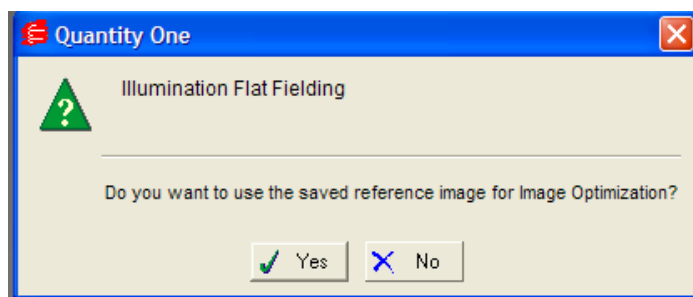 Quantity One
Illumination Flat Fielding
Do you want to use the saved reference image for Image Optimization?
Yes No